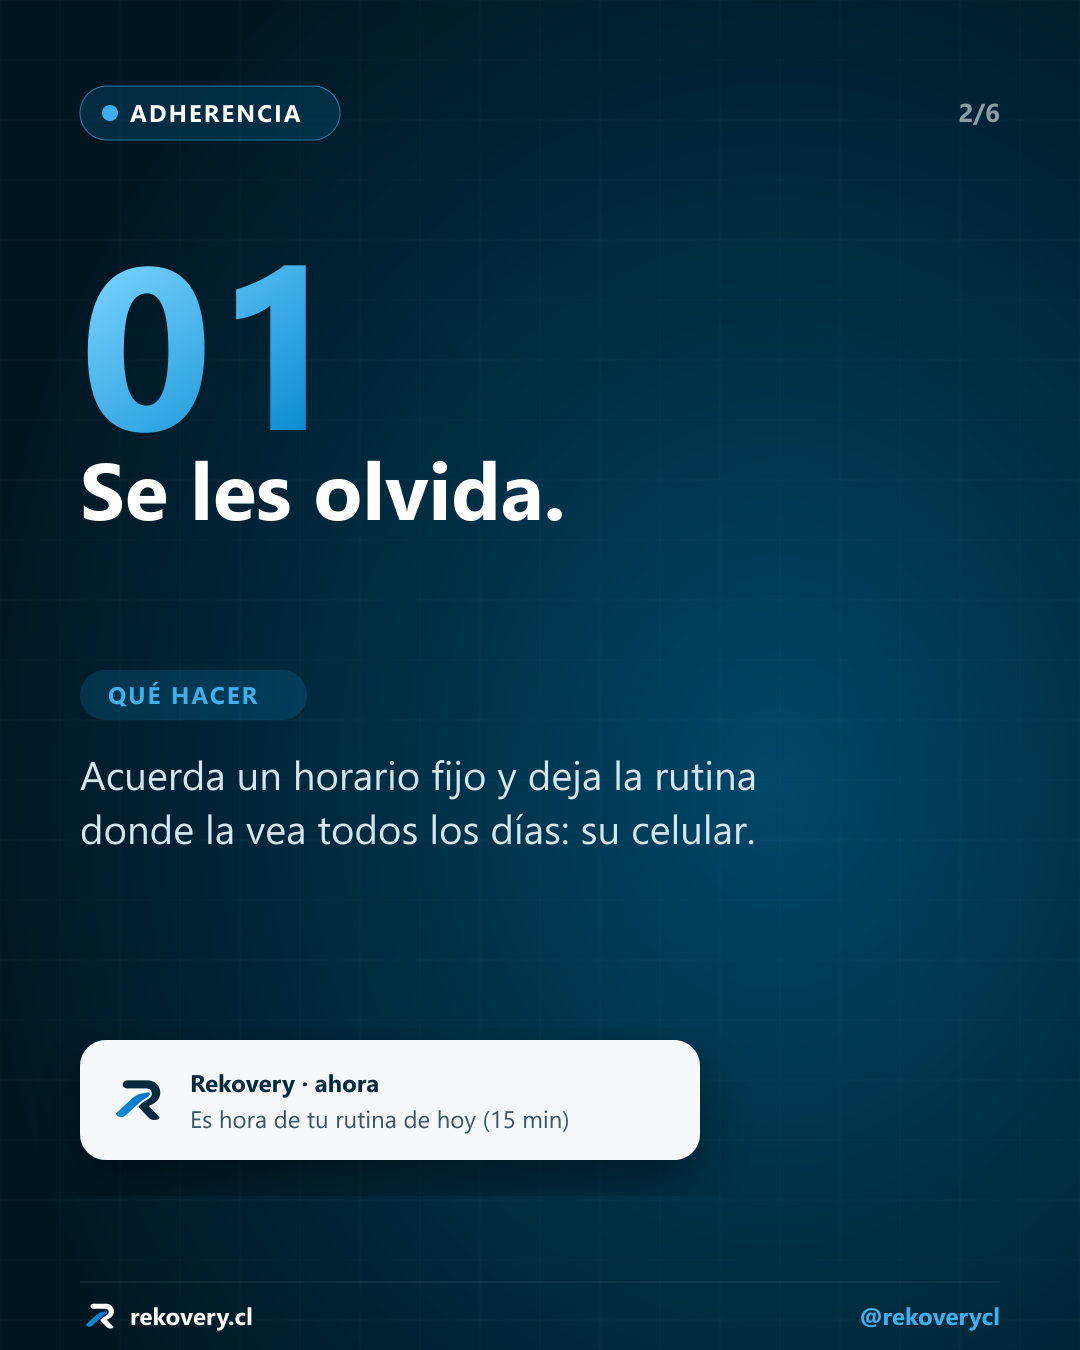 ADHERENCIA
2/6
01
Se les olvida.
QUÉ HACER
Acuerda un horario fijo y deja la rutina
donde la vea todos los días: su celular.
Rekovery · ahora
Es hora de tu rutina de hoy (15 min)
rekovery.cl
@rekoverycl